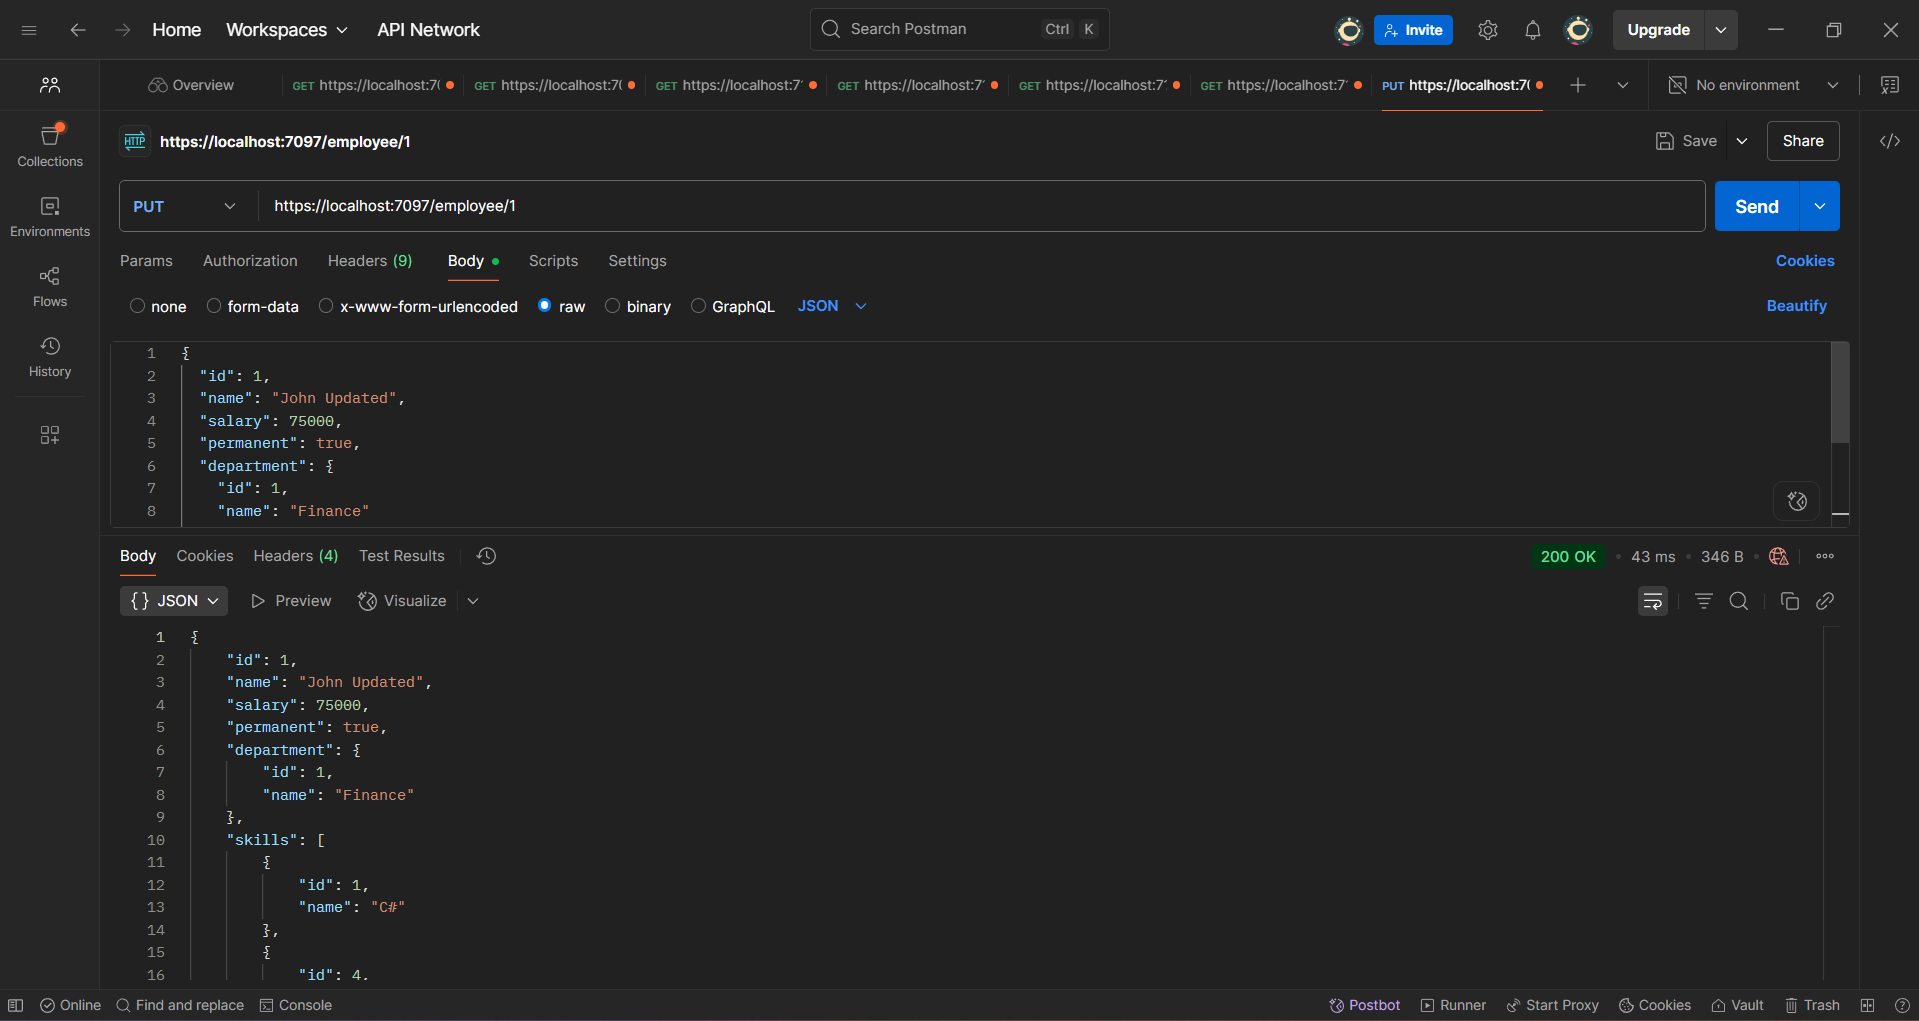 Home Workspaces API Network Search Postman Ctrl K Invite Upgrade
Overview GET https://localhost:70 GET https://localhost:70 GET https://localhost:71 GET https://localhost:71 GET https://localhost:71 GET https://localhost:71 PUT https://localhost:70 No environment
HTTP https://localhost:7097/employee/1 Save Share
Collections
Environments
Flows
History
PUT https://localhost:7097/employee/1 Send
Params Authorization Headers (9) Body Scripts Settings Cookies
none form-data x-www-form-urlencoded raw binary GraphQL JSON Beautify
1 {
2 "id": 1,
3 "name": "John Updated",
4 "salary": 75000,
5 "permanent": true,
6 "department": {
7 "id": 1,
8 "name": "Finance"
Body Cookies Headers (4) Test Results 200 OK • 43 ms • 346 B •
{} JSON Preview Visualize
1 {
2 "id": 1,
3 "name": "John Updated",
4 "salary": 75000,
5 "permanent": true,
6 "department": {
7 "id": 1,
8 "name": "Finance"
9 },
10 "skills": [
11 {
12 "id": 1,
13 "name": "C#"
14 },
15 {
16 "id": 4,
Online Find and replace Console Postbot Runner Start Proxy Cookies Vault Trash